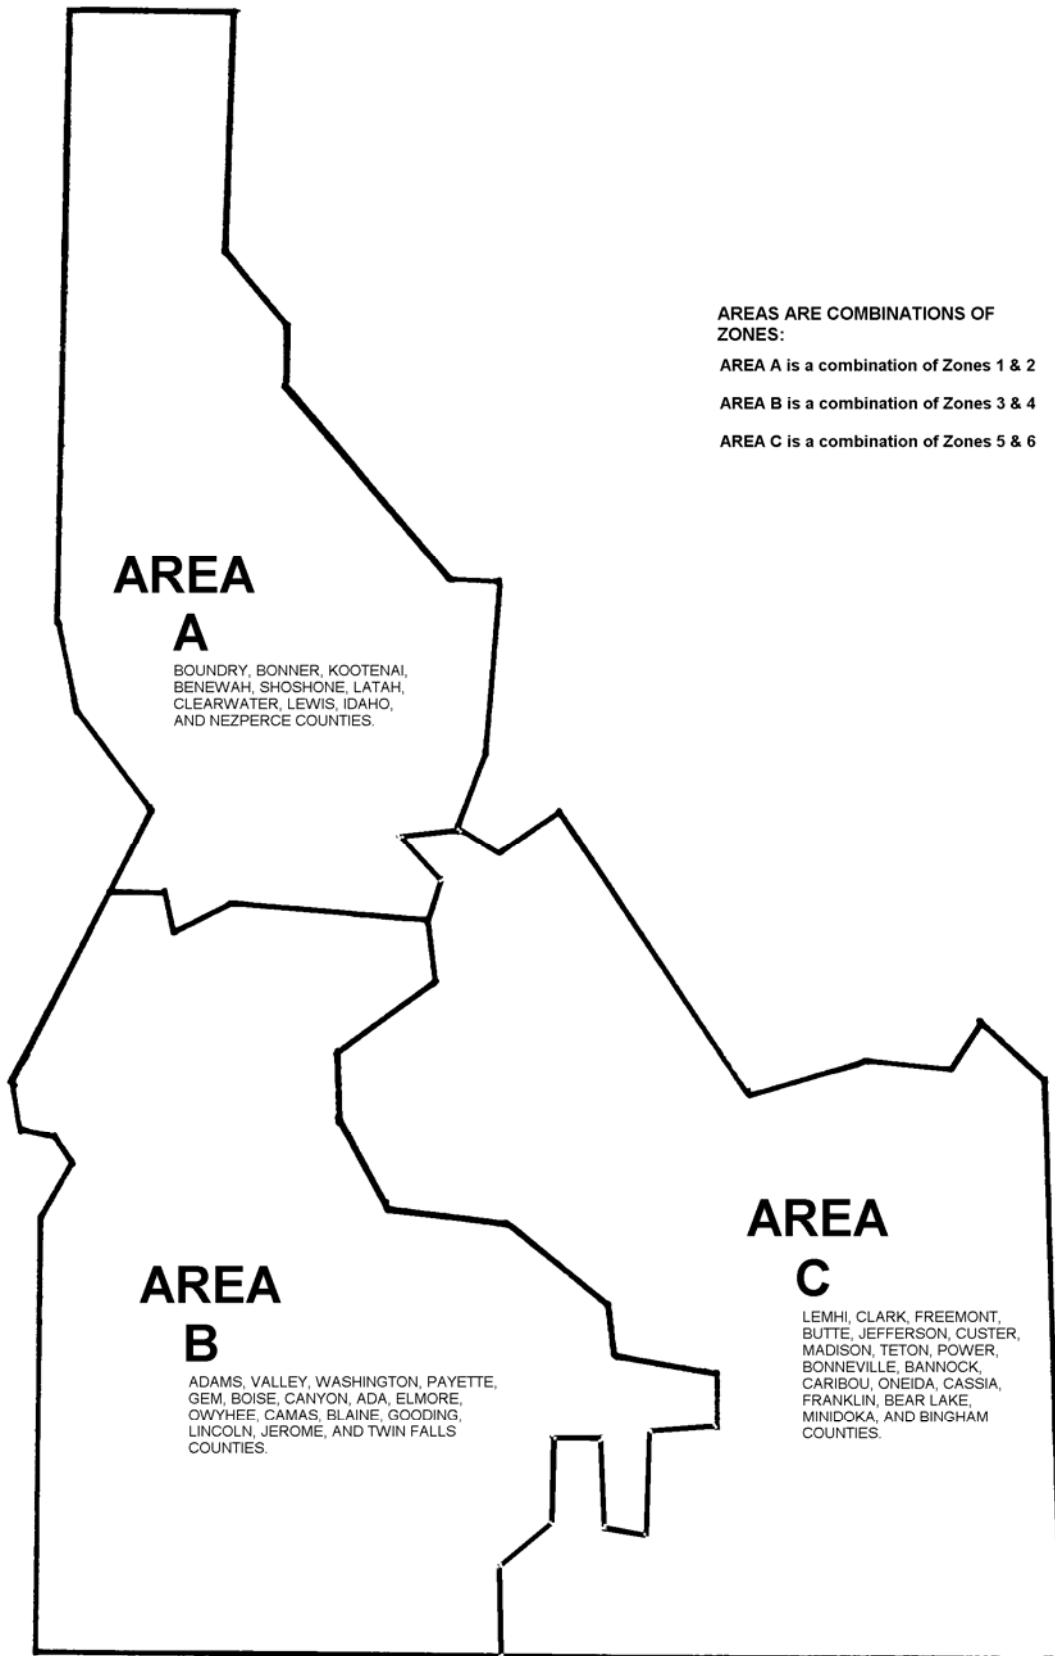 AREAS ARE COMBINATIONS OF
ZONES:
AREA A is a combination of Zones 1 & 2
AREA B is a combination of Zones 3 & 4
AREA C is a combination of Zones 5 & 6
AREA
A
BOUNDRY, BONNER, KOOTENAI,
BENEWAH, SHOSHONE, LATAH,
CLEARWATER, LEWIS, IDAHO,
AND NEZPERCE COUNTIES.
AREA
B
ADAMS, VALLEY, WASHINGTON, PAYETTE,
GEM, BOISE, CANYON, ADA, ELMORE,
OWYHEE, CAMAS, BLAINE, GOODING,
LINCOLN, JEROME, AND TWIN FALLS
COUNTIES.
AREA
C
LEMHI, CLARK, FREEMONT,
BUTTE, JEFFERSON, CUSTER,
MADISON, TETON, POWER,
BONNEVILLE, BANNOCK,
CARIBOU, ONEIDA, CASSIA,
FRANKLIN, BEAR LAKE,
MINIDOKA, AND BINGHAM
COUNTIES.